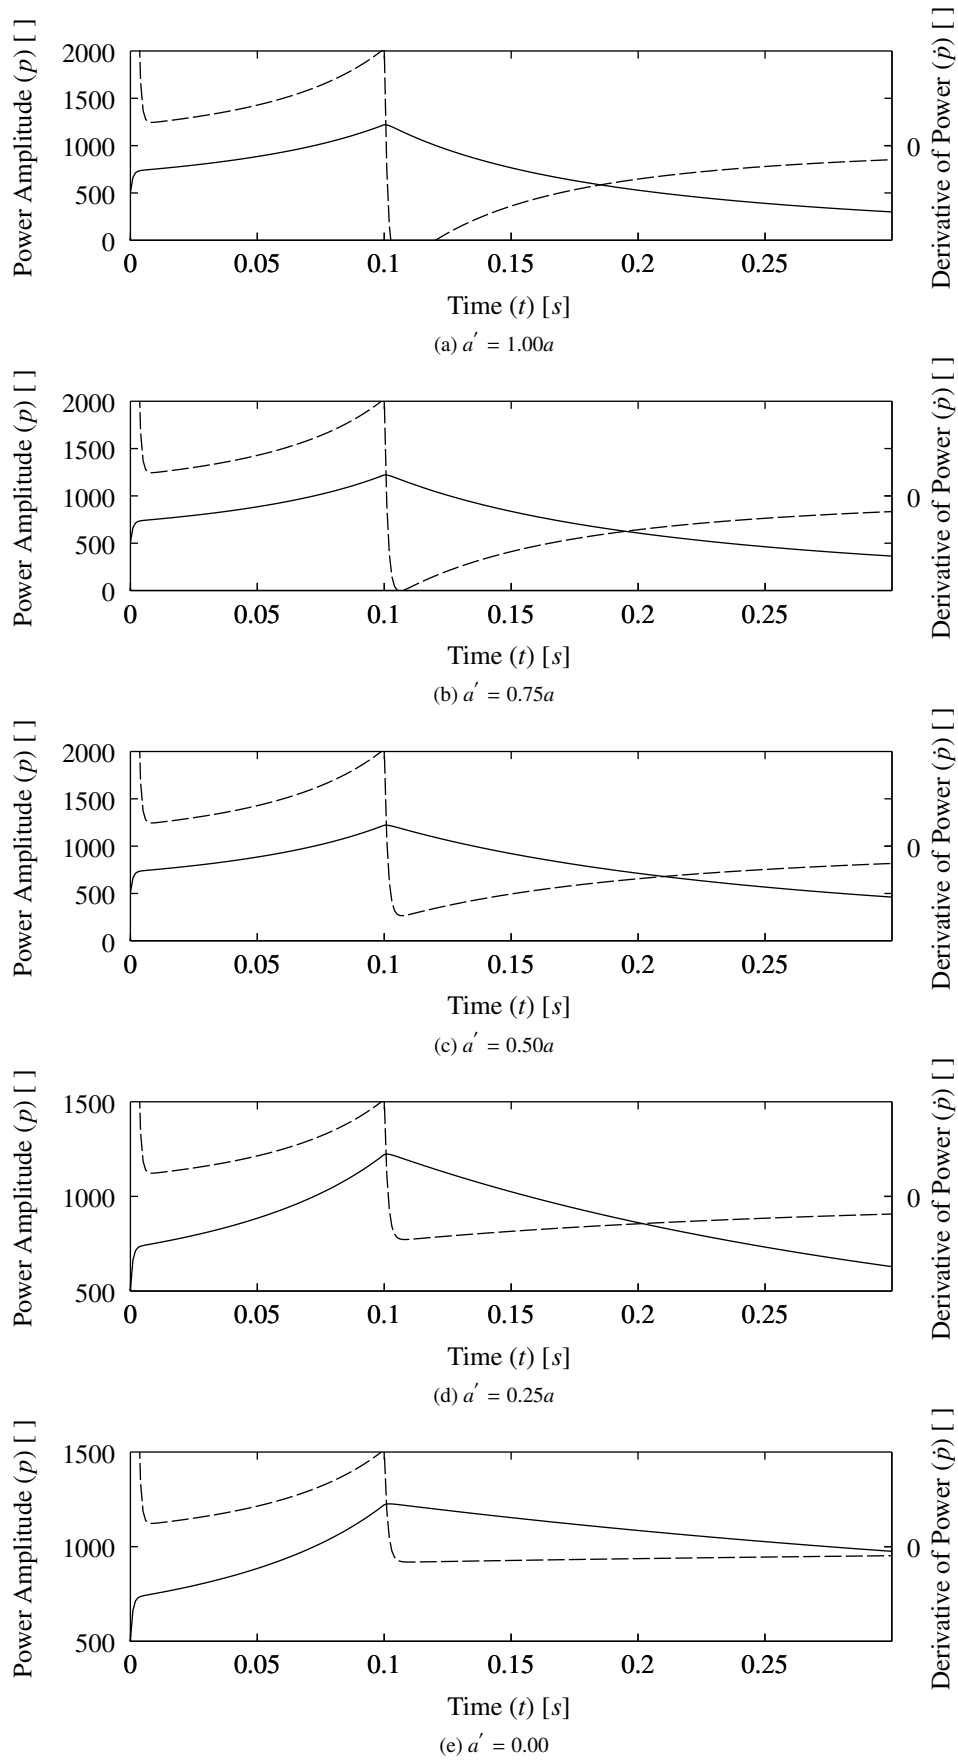 Power Amplitude (p) [ ]
2000
1500
1000
500
0
0 0.05 0.1 0.15 0.2 0.25
Time (t) [s]
0
Derivative of Power (ṗ) [ ]
(a) a′ = 1.00a
Power Amplitude (p) [ ]
2000
1500
1000
500
0
0 0.05 0.1 0.15 0.2 0.25
Time (t) [s]
0
Derivative of Power (ṗ) [ ]
(b) a′ = 0.75a
Power Amplitude (p) [ ]
2000
1500
1000
500
0
0 0.05 0.1 0.15 0.2 0.25
Time (t) [s]
0
Derivative of Power (ṗ) [ ]
(c) a′ = 0.50a
Power Amplitude (p) [ ]
1500
1000
500
0 0.05 0.1 0.15 0.2 0.25
Time (t) [s]
0
Derivative of Power (ṗ) [ ]
(d) a′ = 0.25a
Power Amplitude (p) [ ]
1500
1000
500
0 0.05 0.1 0.15 0.2 0.25
Time (t) [s]
0
Derivative of Power (ṗ) [ ]
(e) a′ = 0.00